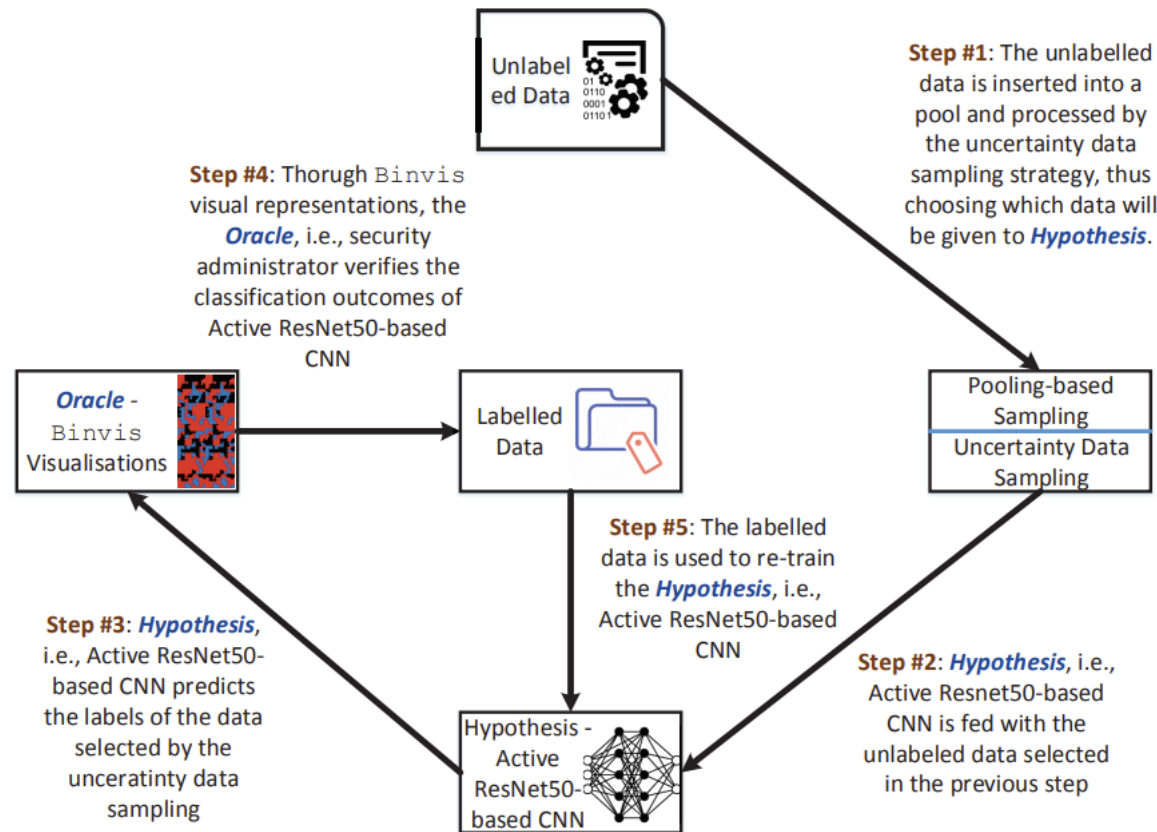 Unlabel
ed Data
01
0110
0001
01101
Step #1: The unlabelled
data is inserted into a
pool and processed by
the uncertainty data
sampling strategy, thus
choosing which data will
be given to Hypothesis.
Step #4: Thorugh Binvis
visual representations, the
Oracle, i.e., security
administrator verifies the
classification outcomes of
Active ResNet50-based
CNN
Oracle -
Binvis
Visualisations
Labelled
Data
Pooling-based
Sampling
Uncertainty Data
Sampling
Step #5: The labelled
data is used to re-train
the Hypothesis, i.e.,
Active ResNet50-based
CNN
Step #3: Hypothesis,
i.e., Active ResNet50-
based CNN predicts
the labels of the data
selected by the
unceratinty data
sampling
Step #2: Hypothesis, i.e.,
Active Resnet50-based
CNN is fed with the
unlabeled data selected
in the previous step
Hypothesis -
Active
ResNet50-
based CNN